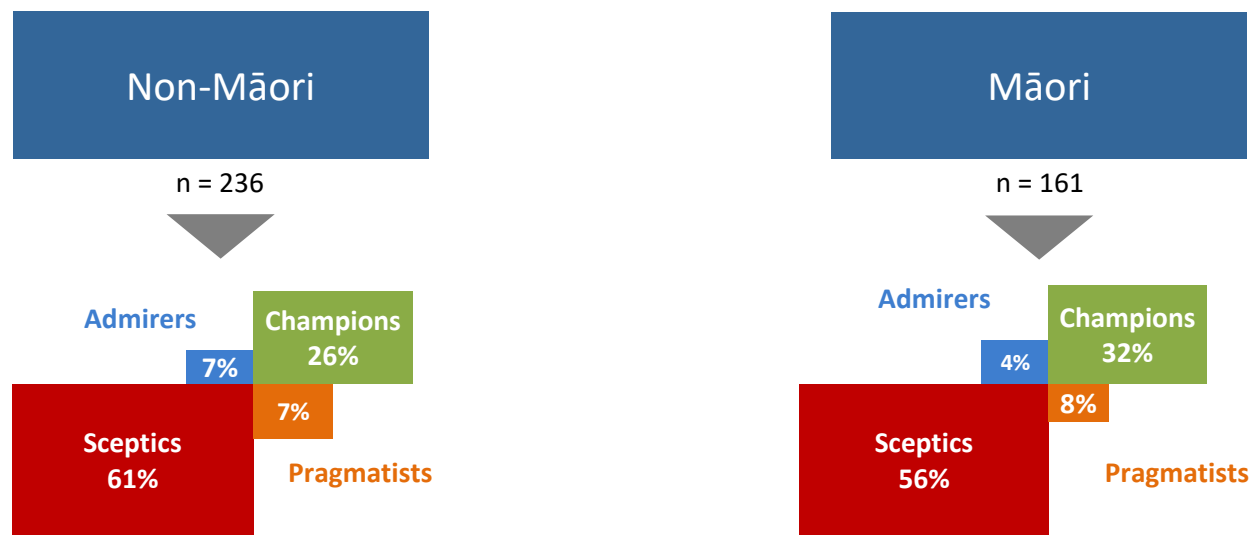 Non-Māori
n = 236
Admirers
Champions
26%
7%
7%
Sceptics
61%
Pragmatists
Māori
n = 161
Admirers
Champions
32%
4%
8%
Sceptics
56%
Pragmatists